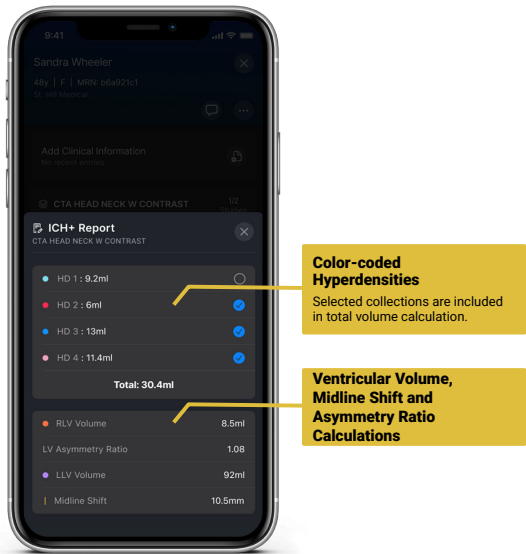 9:41
Sandra Wheeler
48y | F | MRN: b6a921c1
St. Hill Medical
Add Clinical Information
No recent entries
CTA HEAD NECK W CONTRAST
1/2
Studies
ICH+ Report
CTA HEAD NECK W CONTRAST
HD 1 : 9.2ml
HD 2 : 6ml
HD 3 : 13ml
HD 4 : 11.4ml
Total: 30.4ml
RLV Volume 8.5ml
LV Asymmetry Ratio 1.08
LLV Volume 92ml
Midline Shift 10.5mm
Color-coded
Hyperdensities
Selected collections are included
in total volume calculation.
Ventricular Volume,
Midline Shift and
Asymmetry Ratio
Calculations